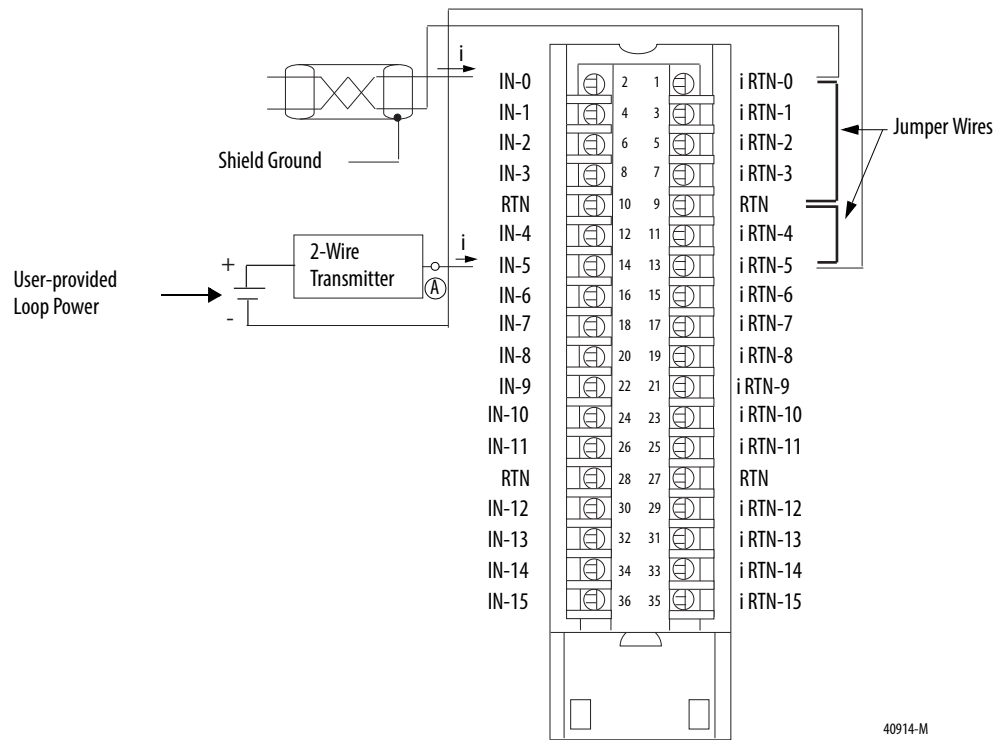 i
IN-0 2 1 i RTN-0
IN-1 4 3 i RTN-1
Jumper Wires
IN-2 6 5 i RTN-2
Shield Ground
IN-3 8 7 i RTN-3
RTN 10 9 RTN
IN-4 12 11 i RTN-4
i
2-Wire
Transmitter
+
A
IN-5 14 13 i RTN-5
User-provided
Loop Power
-
IN-6 16 15 i RTN-6
IN-7 18 17 i RTN-7
IN-8 20 19 i RTN-8
IN-9 22 21 i RTN-9
IN-10 24 23 i RTN-10
IN-11 26 25 i RTN-11
RTN 28 27 RTN
IN-12 30 29 i RTN-12
IN-13 32 31 i RTN-13
IN-14 34 33 i RTN-14
IN-15 36 35 i RTN-15
40914-M